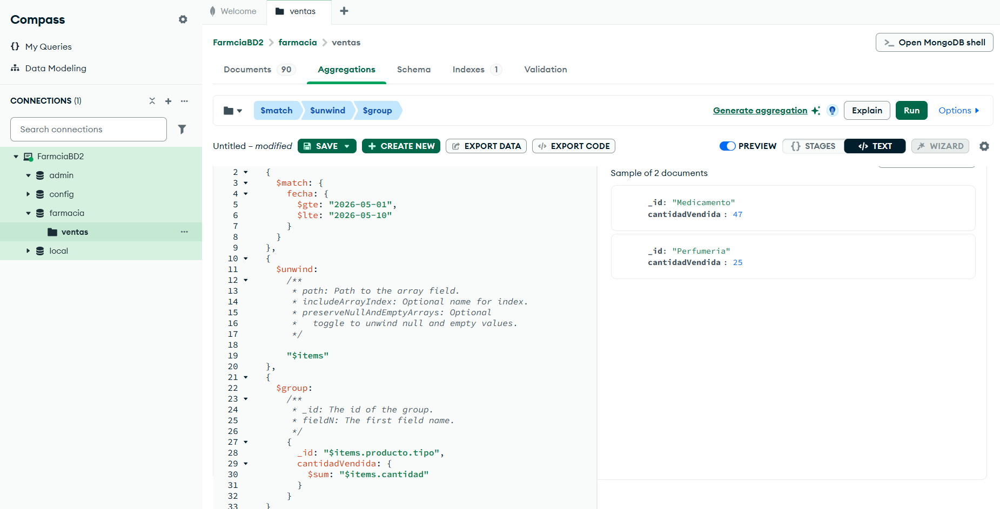 Compass
My Queries
Data Modeling
CONNECTIONS (1)
Search connections
FarmciaBD2
admin
config
farmacia
ventas
local
Welcome
ventas
FarmciaBD2 > farmacia > ventas
>_ Open MongoDB shell
Documents 90 Aggregations Schema Indexes 1 Validation
$match $unwind $group
Generate aggregation Explain Run Options
Untitled – modified SAVE + CREATE NEW EXPORT DATA </> EXPORT CODE
PREVIEW {} STAGES </> TEXT WIZARD
2 {
3 $match: {
4 fecha: {
5 $gte: "2026-05-01",
6 $lte: "2026-05-10"
7 }
8 }
9 },
10 {
11 $unwind:
12 /**
13 * path: Path to the array field.
14 * includeArrayIndex: Optional name for index.
15 * preserveNullAndEmptyArrays: Optional
16 *   toggle to unwind null and empty values.
17 */
18
19 "$items"
20 },
21 {
22 $group:
23 /**
24 * _id: The id of the group.
25 * fieldN: The first field name.
26 */
27 {
28 _id: "$items.producto.tipo",
29 cantidadVendida: {
30 $sum: "$items.cantidad"
31 }
32 }
33 }
Sample of 2 documents
_id: "Medicamento"
cantidadVendida : 47
_id: "Perfumeria"
cantidadVendida : 25